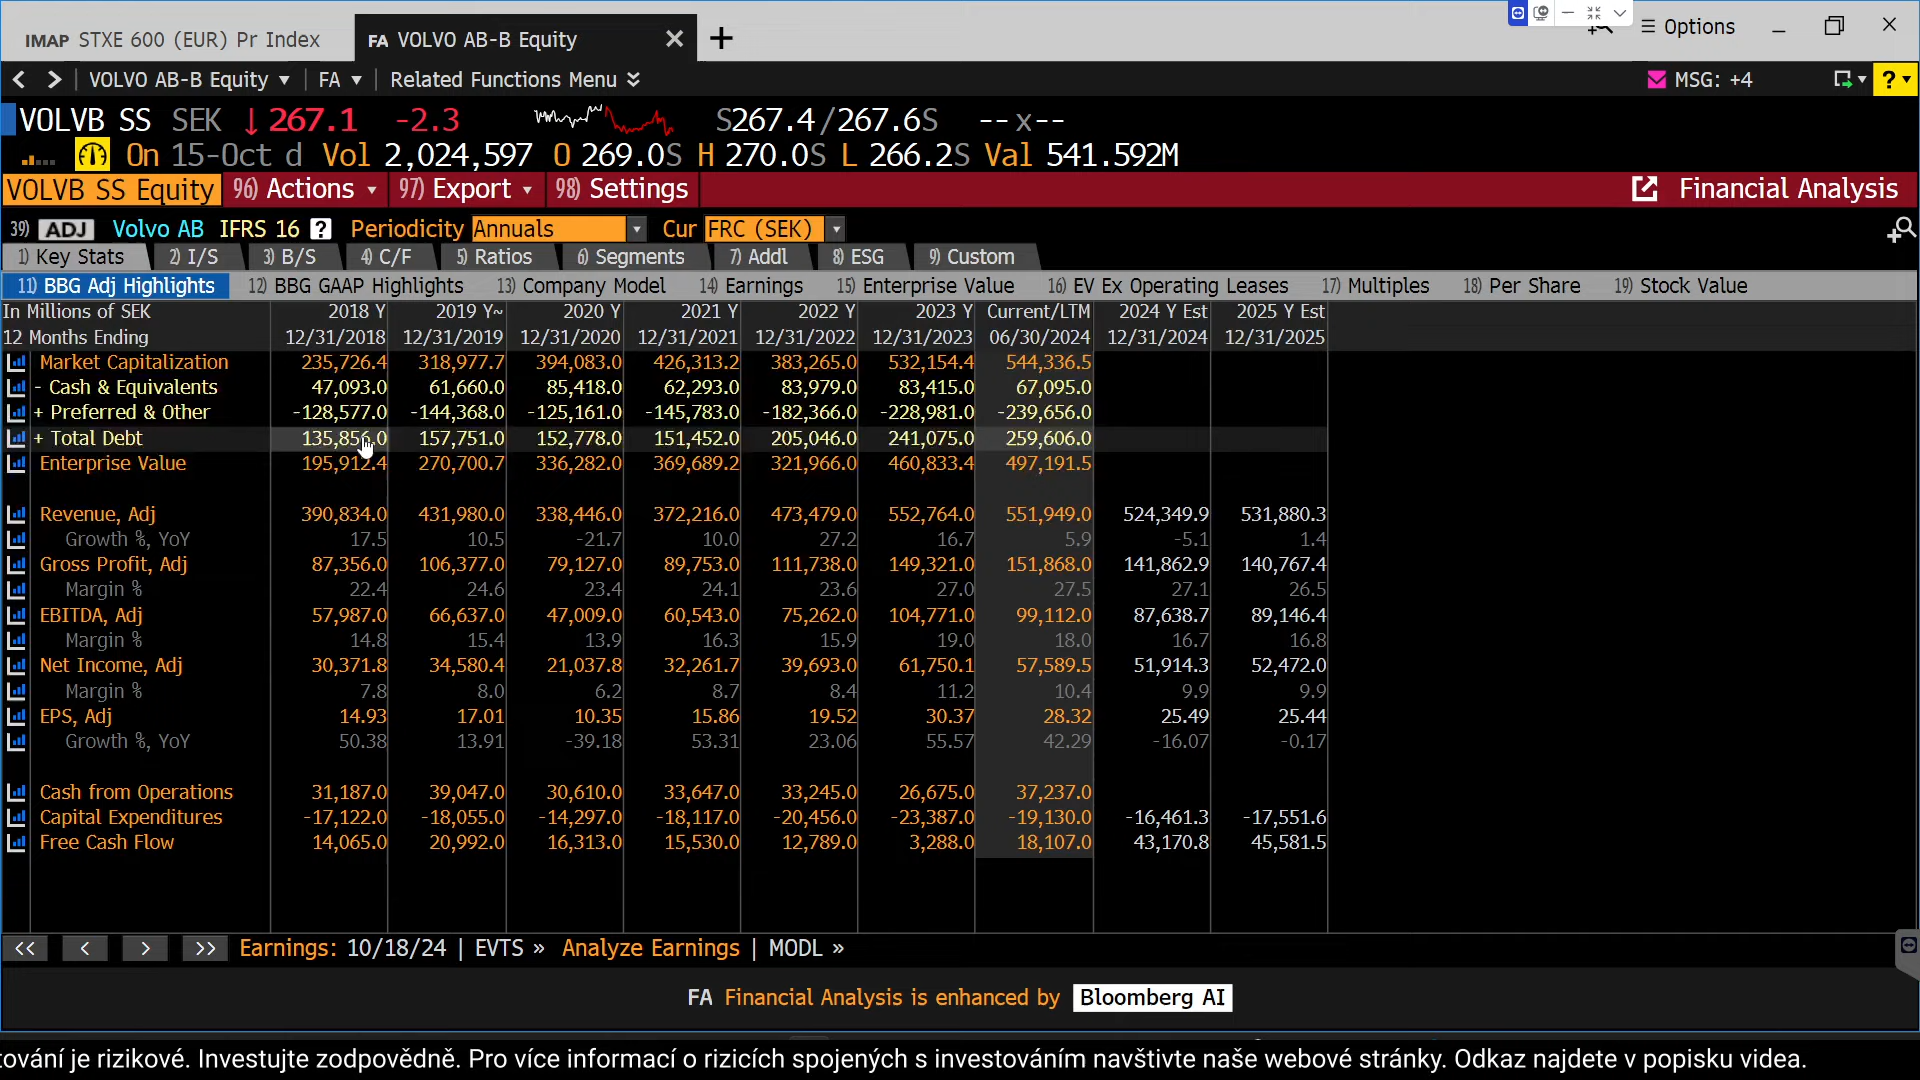 IMAP STXE 600 (EUR) Pr Index
FA VOLVO AB-B Equity
Options
VOLVO AB-B Equity FA Related Functions Menu
MSG: +4
?
VOLVB SS SEK ↓267.1 -2.3 S267.4/267.6S --x--
On 15-Oct d Vol 2,024,597 O 269.0S H 270.0S L 266.2S Val 541.592M
VOLVB SS Equity 96) Actions 97) Export 98) Settings Financial Analysis
39) ADJ Volvo AB IFRS 16 ? Periodicity Annuals Cur FRC (SEK)
1) Key Stats 2) I/S 3) B/S 4) C/F 5) Ratios 6) Segments 7) Addl 8) ESG 9) Custom
11) BBG Adj Highlights 12) BBG GAAP Highlights 13) Company Model 14) Earnings 15) Enterprise Value 16) EV Ex Operating Leases 17) Multiples 18) Per Share 19) Stock Value
In Millions of SEK 2018 Y 2019 Y~ 2020 Y 2021 Y 2022 Y 2023 Y Current/LTM 2024 Y Est 2025 Y Est
12 Months Ending 12/31/2018 12/31/2019 12/31/2020 12/31/2021 12/31/2022 12/31/2023 06/30/2024 12/31/2024 12/31/2025
Market Capitalization 235,726.4 318,977.7 394,083.0 426,313.2 383,265.0 532,154.4 544,336.5
- Cash & Equivalents 47,093.0 61,660.0 85,418.0 62,293.0 83,979.0 83,415.0 67,095.0
+ Preferred & Other -128,577.0 -144,368.0 -125,161.0 -145,783.0 -182,366.0 -228,981.0 -239,656.0
+ Total Debt 135,856.0 157,751.0 152,778.0 151,452.0 205,046.0 241,075.0 259,606.0
Enterprise Value 195,912.4 270,700.7 336,282.0 369,689.2 321,966.0 460,833.4 497,191.5
Revenue, Adj 390,834.0 431,980.0 338,446.0 372,216.0 473,479.0 552,764.0 551,949.0 524,349.9 531,880.3
Growth %, YoY 17.5 10.5 -21.7 10.0 27.2 16.7 5.9 -5.1 1.4
Gross Profit, Adj 87,356.0 106,377.0 79,127.0 89,753.0 111,738.0 149,321.0 151,868.0 141,862.9 140,767.4
Margin % 22.4 24.6 23.4 24.1 23.6 27.0 27.5 27.1 26.5
EBITDA, Adj 57,987.0 66,637.0 47,009.0 60,543.0 75,262.0 104,771.0 99,112.0 87,638.7 89,146.4
Margin % 14.8 15.4 13.9 16.3 15.9 19.0 18.0 16.7 16.8
Net Income, Adj 30,371.8 34,580.4 21,037.8 32,261.7 39,693.0 61,750.1 57,589.5 51,914.3 52,472.0
Margin % 7.8 8.0 6.2 8.7 8.4 11.2 10.4 9.9 9.9
EPS, Adj 14.93 17.01 10.35 15.86 19.52 30.37 28.32 25.49 25.44
Growth %, YoY 50.38 13.91 -39.18 53.31 23.06 55.57 42.29 -16.07 -0.17
Cash from Operations 31,187.0 39,047.0 30,610.0 33,647.0 33,245.0 26,675.0 37,237.0
Capital Expenditures -17,122.0 -18,055.0 -14,297.0 -18,117.0 -20,456.0 -23,387.0 -19,130.0 -16,461.3 -17,551.6
Free Cash Flow 14,065.0 20,992.0 16,313.0 15,530.0 12,789.0 3,288.0 18,107.0 43,170.8 45,581.5
<< < > >> Earnings: 10/18/24 | EVTS » Analyze Earnings | MODL »
FA Financial Analysis is enhanced by Bloomberg AI
tování je rizikové. Investujte zodpovědně. Pro více informací o rizicích spojených s investováním navštivte naše webové stránky. Odkaz najdete v popisku videa.